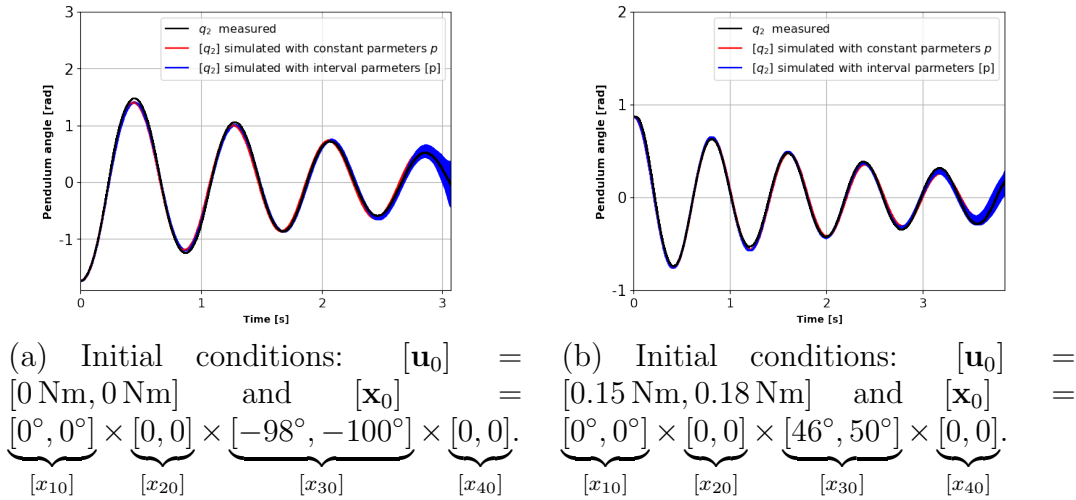 3
2
1
0
-1
0
1
2
3
Pendulum angle [rad]
Time [s]
q₂ measured
[q₂] simulated with constant parmeters p
[q₂] simulated with interval parmeters [p]
2
1
0
-1
0
1
2
3
Pendulum angle [rad]
Time [s]
q₂ measured
[q₂] simulated with constant parmeters p
[q₂] simulated with interval parmeters [p]
(a) Initial conditions: [u₀] =
[0 Nm, 0 Nm] and [x₀] =
[0°, 0°] × [0, 0] × [−98°, −100°] × [0, 0].
[x₁₀] [x₂₀] [x₃₀] [x₄₀]
(b) Initial conditions: [u₀] =
[0.15 Nm, 0.18 Nm] and [x₀] =
[0°, 0°] × [0, 0] × [46°, 50°] × [0, 0].
[x₁₀] [x₂₀] [x₃₀] [x₄₀]